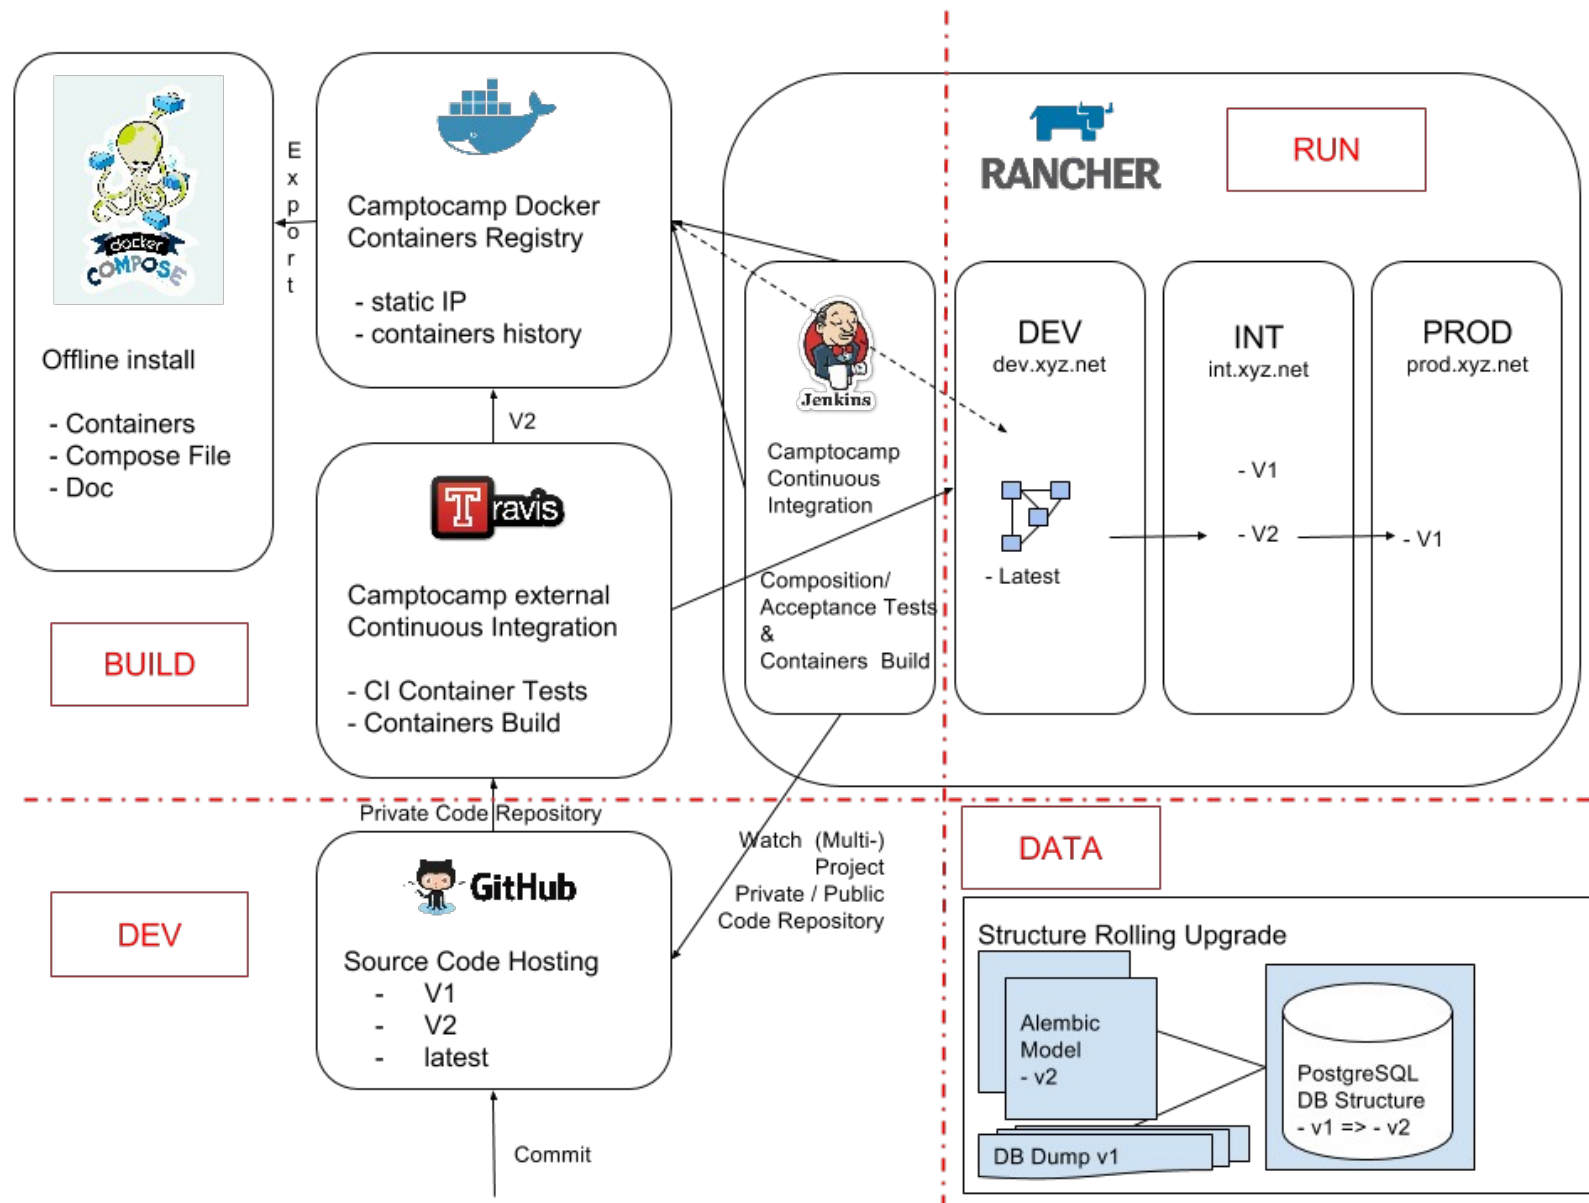 docker
COMPOSE
Offline install
- Containers
- Compose File
- Doc
Export
Camptocamp Docker
Containers Registry
- static IP
- containers history
V2
Travis
Camptocamp external
Continuous Integration
- CI Container Tests
- Containers Build
BUILD
RANCHER
RUN
Jenkins
Camptocamp
Continuous
Integration
Composition/
Acceptance Tests
&
Containers Build
DEV
dev.xyz.net
- Latest
INT
int.xyz.net
- V1
- V2
PROD
prod.xyz.net
- V1
Private Code Repository
DEV
GitHub
Source Code Hosting
- V1
- V2
- latest
Commit
Watch (Multi-)
Project
Private / Public
Code Repository
DATA
Structure Rolling Upgrade
Alembic
Model
- v2
DB Dump v1
PostgreSQL
DB Structure
- v1 => - v2